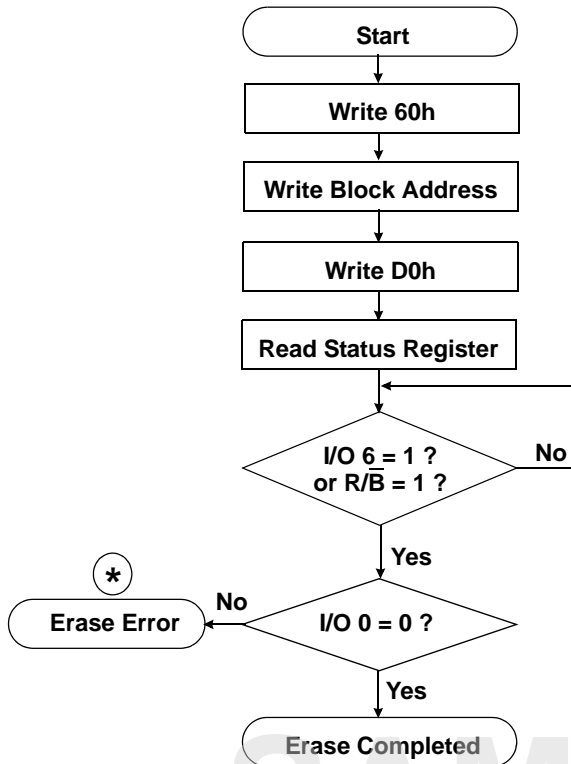 Start
Write 60h
Write Block Address
Write D0h
Read Status Register
I/O 6 = 1 ?
or R/B̅ = 1 ?
No
Yes
*
Erase Error
No
I/O 0 = 0 ?
Yes
Erase Completed